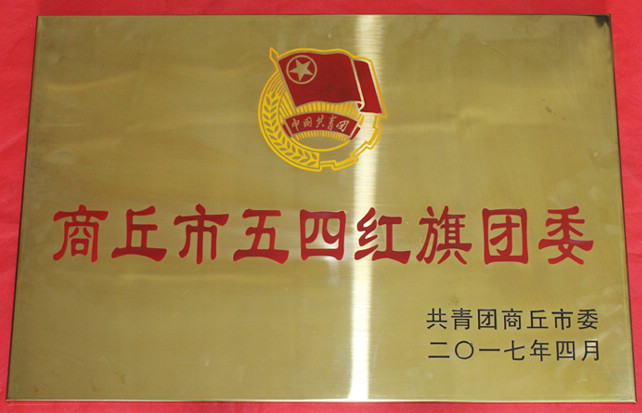 中国共青团
商丘市五四红旗团委
共青团商丘市委
二〇一七年四月